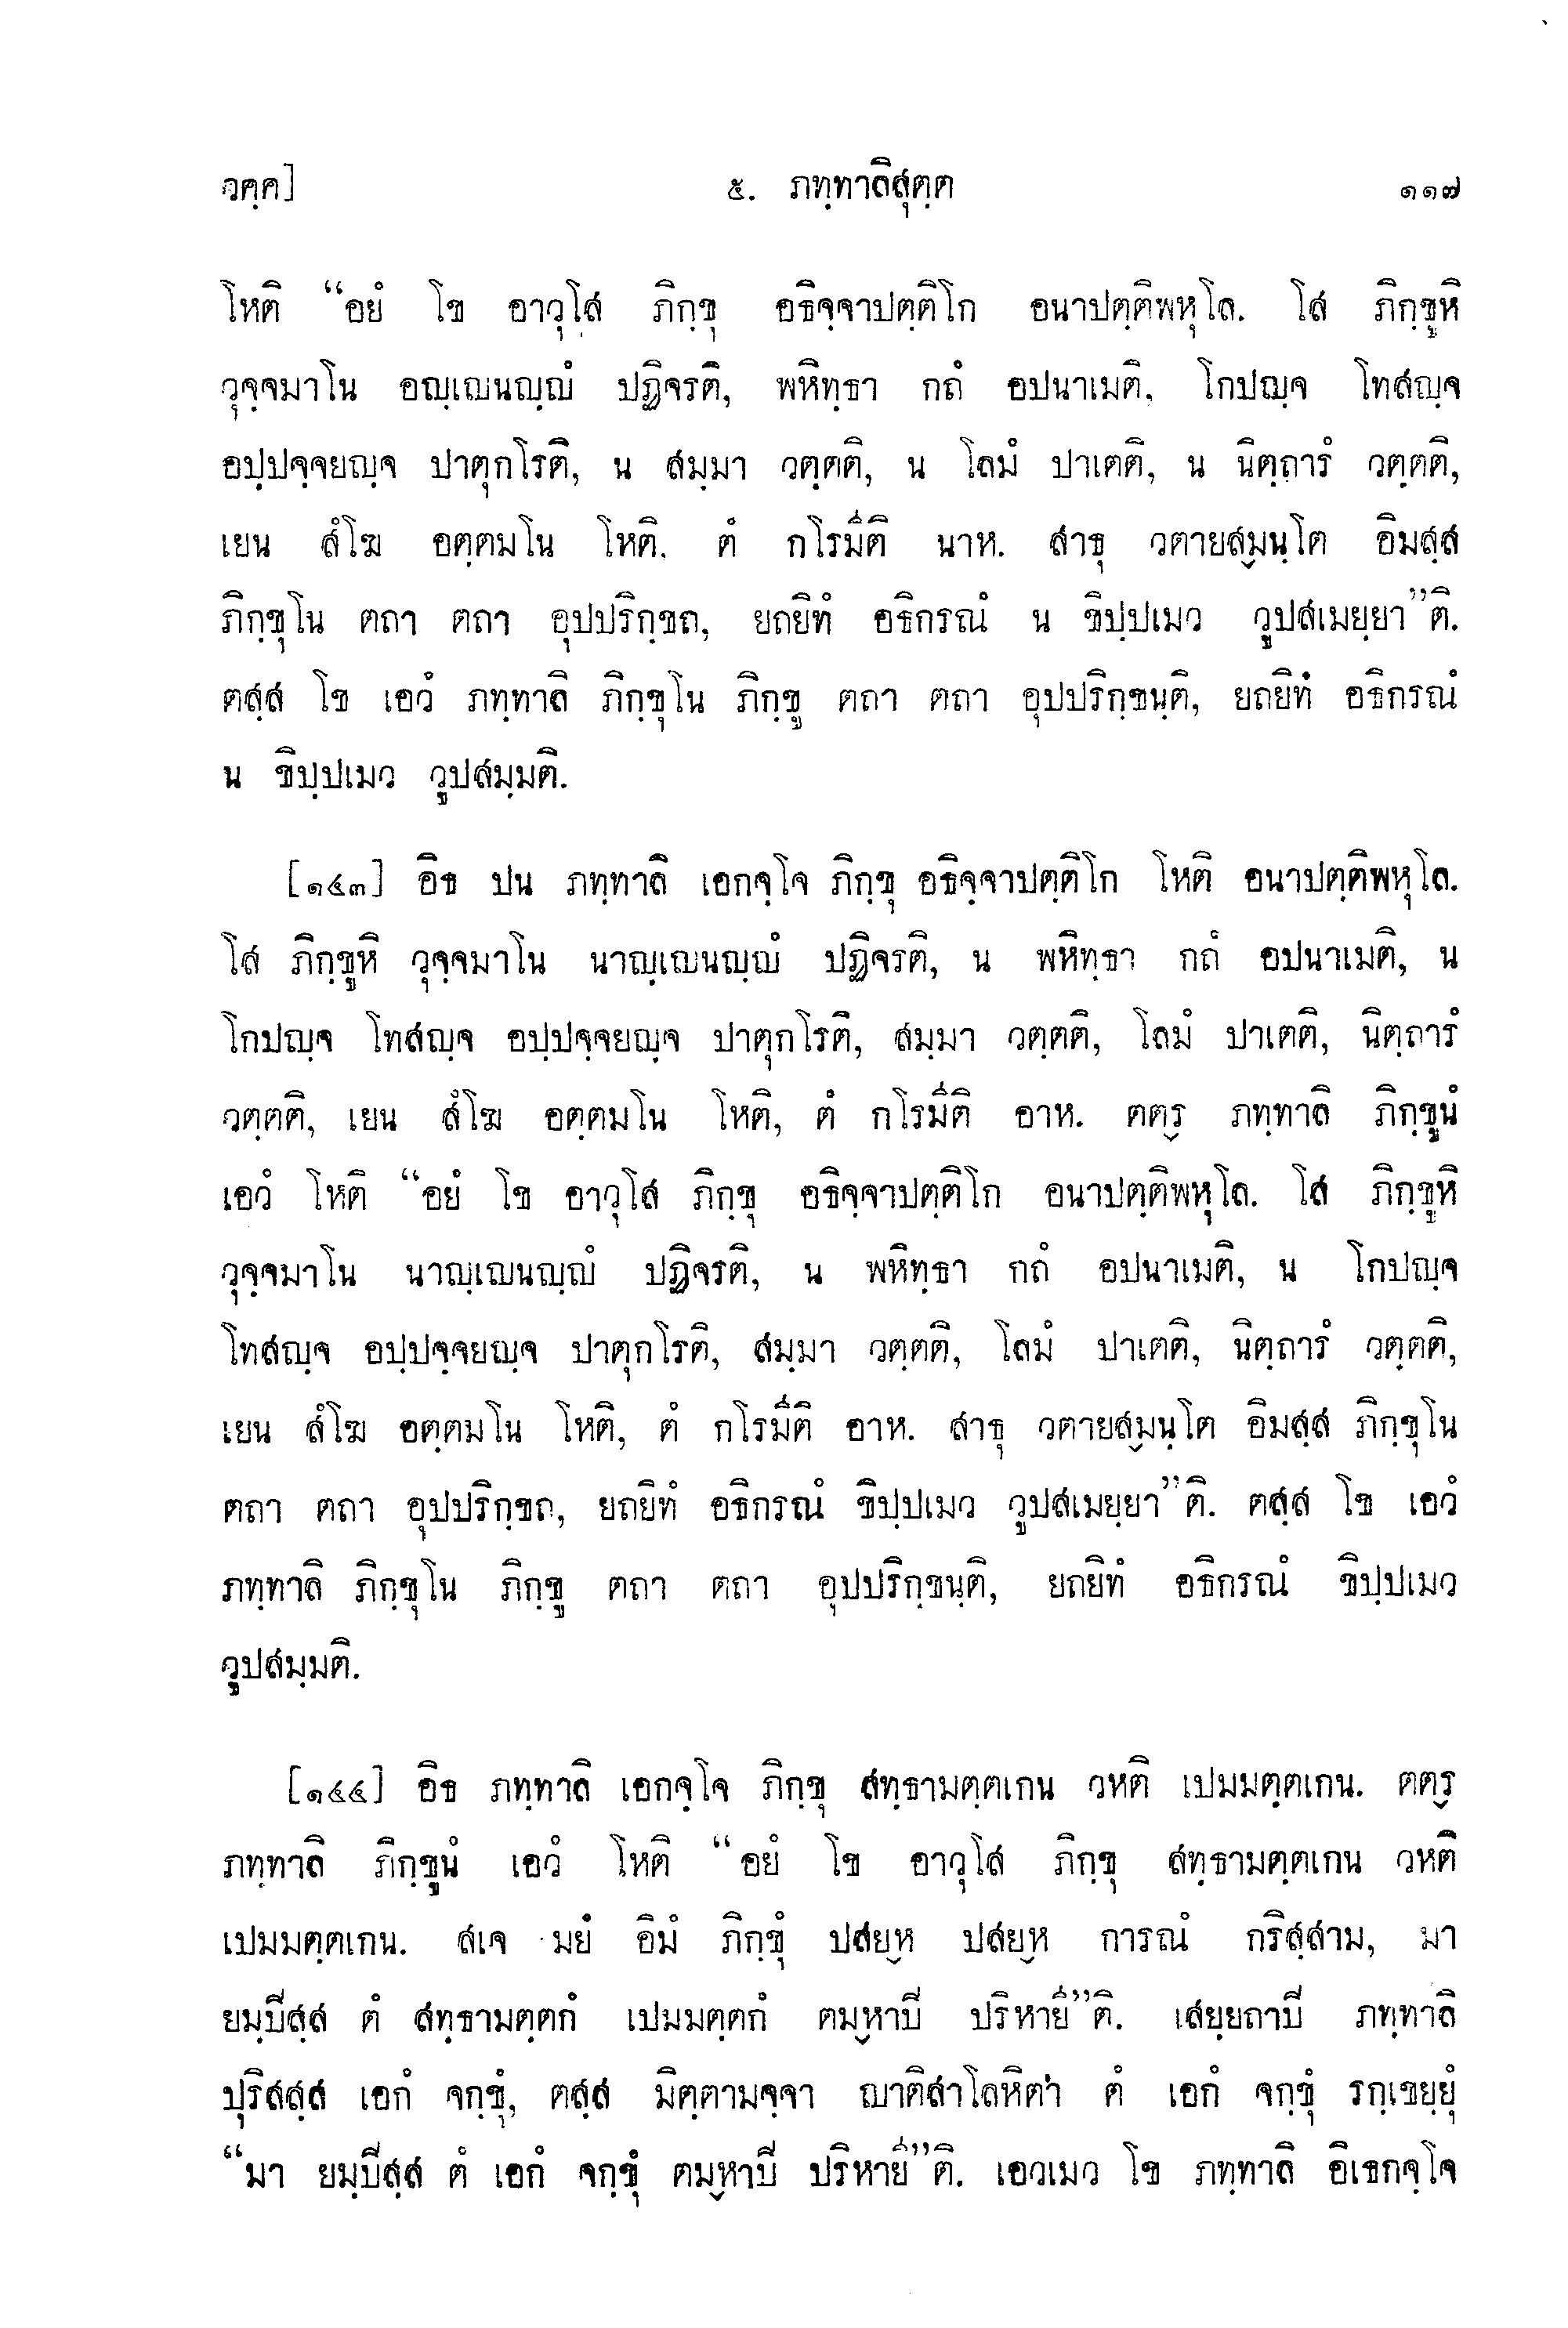 วคฺค]	๕. ภทฺทาลิสุตฺต	๑๑๗
โหติ “อยํ โข อาวุโส ภิกฺขุ อธิจฺจาปตฺติโก อนาปตฺติพหุโล. โส ภิกฺขูหิ
วุจฺจมาโน อญฺเญนญฺญํ ปฏิจรติ, พหิทฺธา กถํ อปนาเมติ, โกปญฺจ โทสญฺจ
อปฺปจฺจยญฺจ ปาตุกโรติ, น สมฺมา วตฺตติ, น โลมํ ปาเตติ, น นิตฺถารํ วตฺตติ,
เยน สํโฆ อตฺตมโน โหติ. ตํ กโรมีติ นาห. สาธุ วตายสฺมนฺโต อิมสฺส
ภิกฺขุโน ตถา ตถา อุปปริกฺขถ, ยถยิทํ อธิกรณํ น ขิปฺปเมว วูปสเมยฺยา”ติ.
ตสฺส โข เอวํ ภทฺทาลิ ภิกฺขุโน ภิกฺขู ตถา ตถา อุปปริกฺขนฺติ, ยถยิทํ อธิกรณํ
น ขิปฺปเมว วูปสมฺมติ.
[๑๔๓] อิธ ปน ภทฺทาลิ เอกจฺโจ ภิกฺขุ อธิจฺจาปตฺติโก โหติ อนาปตฺติพหุโล.
โส ภิกฺขูหิ วุจฺจมาโน นาญฺเญนญฺญํ ปฏิจรติ, น พหิทฺธา กถํ อปนาเมติ, น
โกปญฺจ โทสญฺจ อปฺปจฺจยญฺจ ปาตุกโรติ, สมฺมา วตฺตติ, โลมํ ปาเตติ, นิตฺถารํ
วตฺตติ, เยน สํโฆ อตฺตมโน โหติ, ตํ กโรมีติ อาห. ตตฺร ภทฺทาลิ ภิกฺขูนํ
เอวํ โหติ “อยํ โข อาวุโส ภิกฺขุ อธิจฺจาปตฺติโก อนาปตฺติพหุโล. โส ภิกฺขูหิ
วุจฺจมาโน นาญฺเญนญฺญํ ปฏิจรติ, น พหิทฺธา กถํ อปนาเมติ, น โกปญฺจ
โทสญฺจ อปฺปจฺจยญฺจ ปาตุกโรติ, สมฺมา วตฺตติ, โลมํ ปาเตติ, นิตฺถารํ วตฺตติ,
เยน สํโฆ อตฺตมโน โหติ, ตํ กโรมีติ อาห. สาธุ วตายสฺมนฺโต อิมสฺส ภิกฺขุโน
ตถา ตถา อุปปริกฺขถ, ยถยิทํ อธิกรณํ ขิปฺปเมว วูปสเมยฺยา”ติ. ตสฺส โข เอวํ
ภทฺทาลิ ภิกฺขุโน ภิกฺขู ตถา ตถา อุปปริกฺขนฺติ, ยถยิทํ อธิกรณํ ขิปฺปเมว
วูปสมฺมติ.
[๑๔๔] อิธ ภทฺทาลิ เอกจฺโจ ภิกฺขุ สทฺธามตฺตเกน วหติ เปมมตฺตเกน. ตตฺร
ภทฺทาลิ ภิกฺขูนํ เอวํ โหติ “อยํ โข อาวุโส ภิกฺขุ สทฺธามตฺตเกน วหติ
เปมมตฺตเกน. สเจ มยํ อิมํ ภิกฺขุํ ปสยฺห ปสยฺห การณํ กริสฺสาม, มา
ยมฺปีสฺส ตํ สทฺธามตฺตกํ เปมมตฺตกํ ตมฺหาปี ปริหายี”ติ. เสยฺยถาปี ภทฺทาลิ
ปุริสสฺส เอกํ จกฺขุํ, ตสฺส มิตฺตามจฺจา ญาติสาโลหิตา ตํ เอกํ จกฺขุํ รกฺเขยฺยุํ
“มา ยมฺปีสฺส ตํ เอกํ จกฺขุํ ตมฺหาปี ปริหายี”ติ. เอวเมว โข ภทฺทาลิ อิเธกจฺโจ